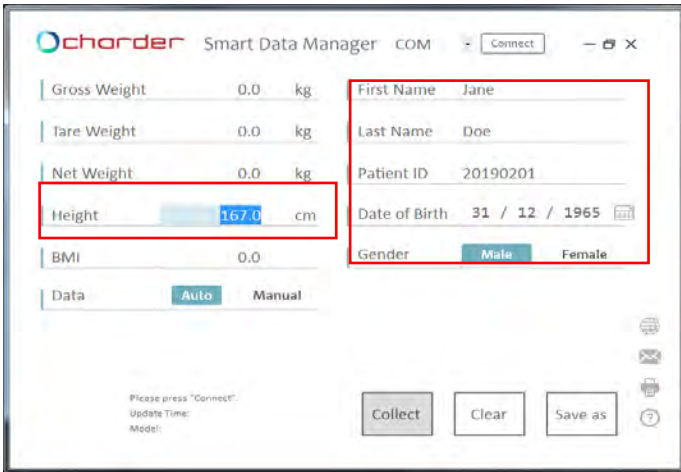 charder Smart Data Manager COM Connect
Gross Weight 0.0 kg
Tare Weight 0.0 kg
Net Weight 0.0 kg
Height 167.0 cm
BMI 0.0
Data Auto Manual
First Name Jane
Last Name Doe
Patient ID 20190201
Date of Birth 31 / 12 / 1965
Gender Male Female
Please press "Connect".
Update Time:
Model:
Collect Clear Save as
?